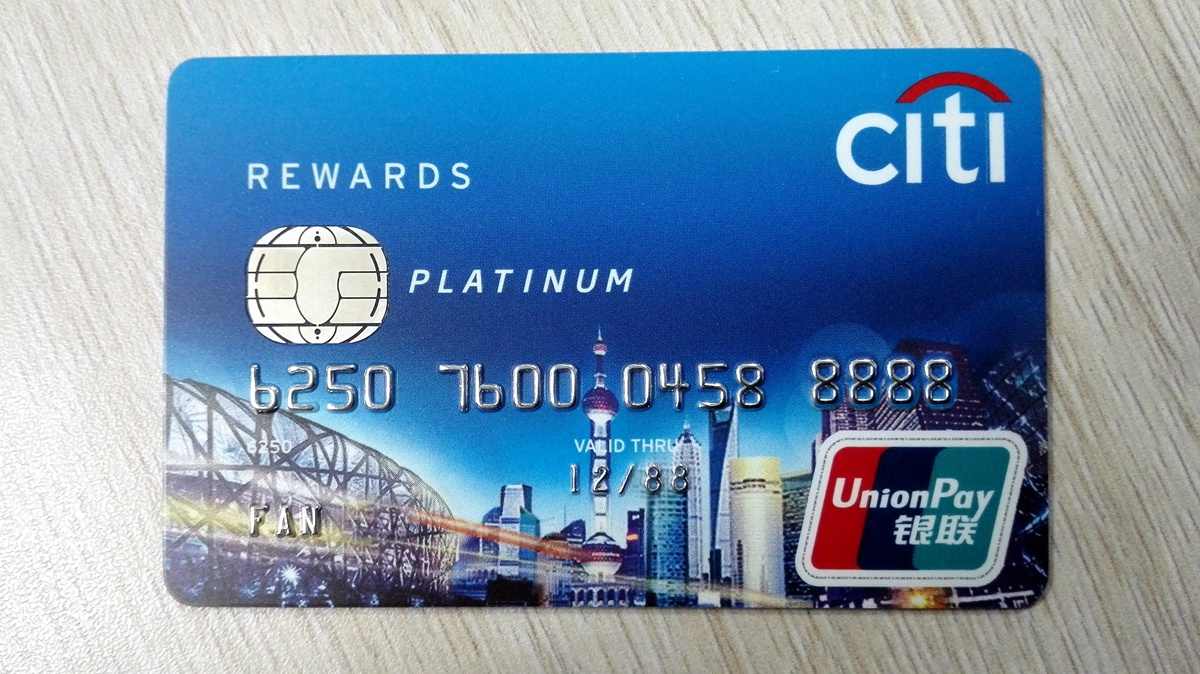 citi
REWARDS
PLATINUM
6250 7600 0458 8888
6250 VALID THRU
12/88
UnionPay
银联
FAN